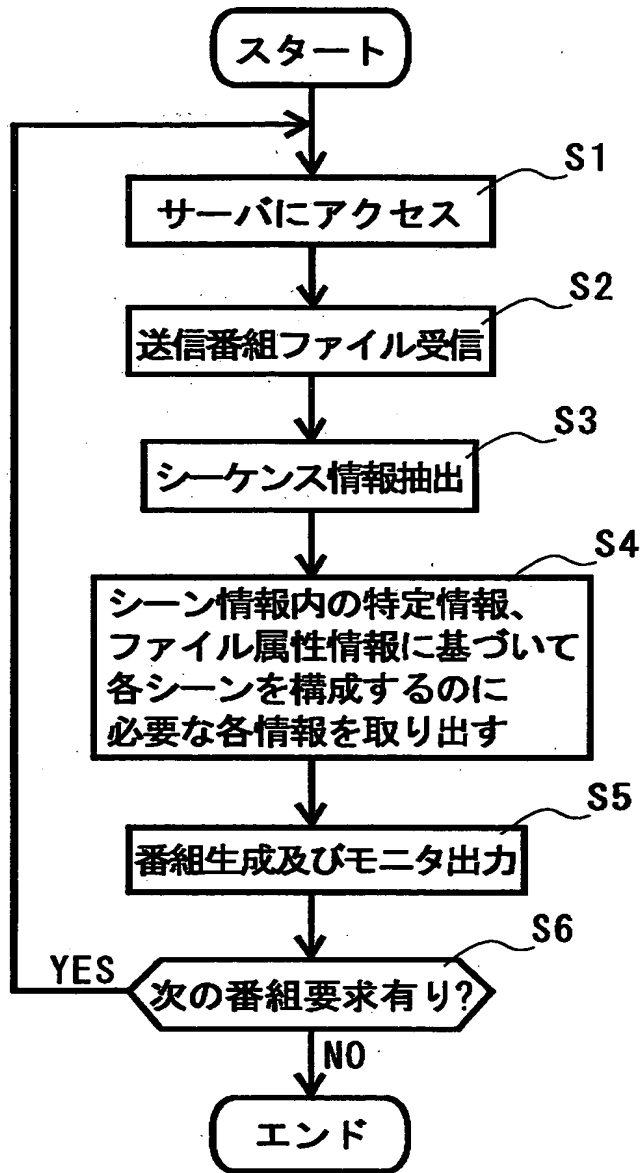 スタート
S1
サーバにアクセス
S2
送信番組ファイル受信
S3
シーケンス情報抽出
S4
シーン情報内の特定情報、
ファイル属性情報に基づいて
各シーンを構成するのに
必要な各情報を取り出す
S5
番組生成及びモニタ出力
S6
YES
次の番組要求有り?
NO
エンド